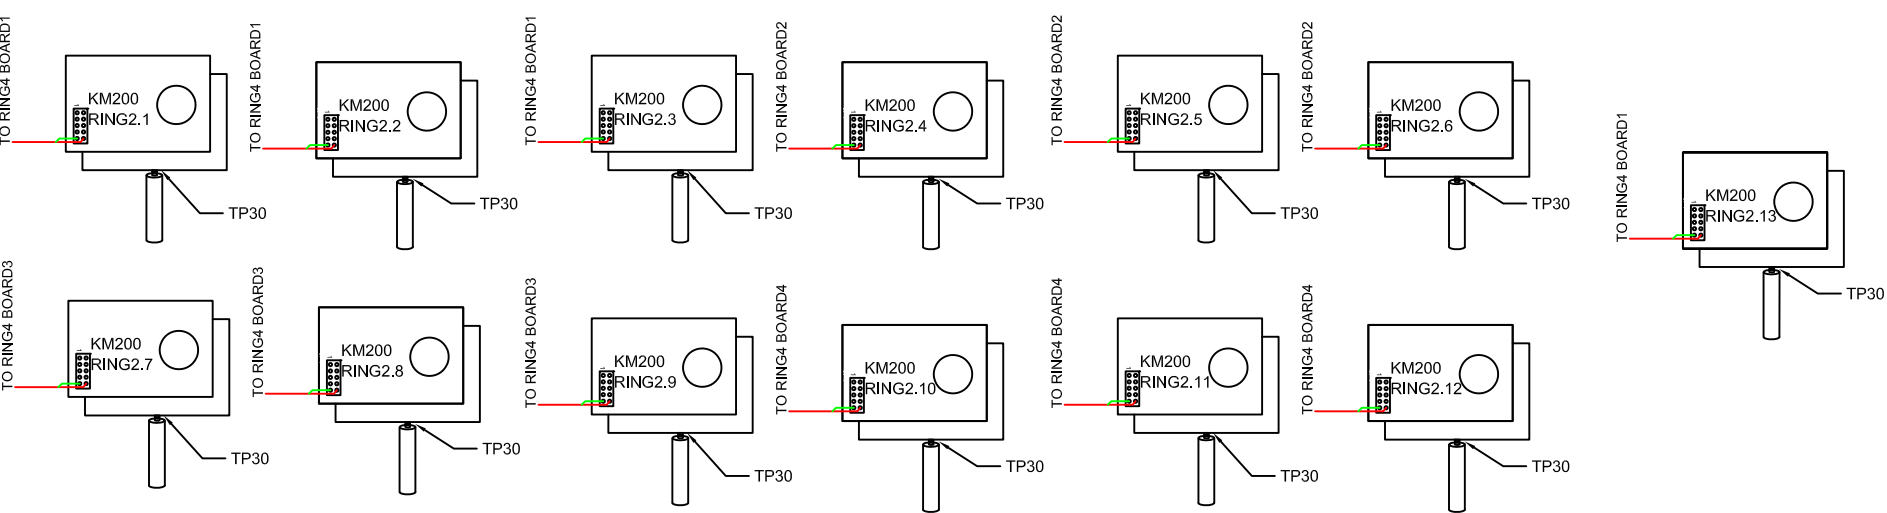 TO RING4 BOARD1
KM200
RING2.1
TP30
TO RING4 BOARD1
KM200
RING2.2
TP30
TO RING4 BOARD1
KM200
RING2.3
TP30
TO RING4 BOARD2
KM200
RING2.4
TP30
TO RING4 BOARD2
KM200
RING2.5
TP30
TO RING4 BOARD2
KM200
RING2.6
TP30
TO RING4 BOARD1
KM200
RING2.13
TP30
TO RING4 BOARD3
KM200
RING2.7
TP30
TO RING4 BOARD3
KM200
RING2.8
TP30
TO RING4 BOARD3
KM200
RING2.9
TP30
TO RING4 BOARD4
KM200
RING2.10
TP30
TO RING4 BOARD4
KM200
RING2.11
TP30
TO RING4 BOARD4
KM200
RING2.12
TP30